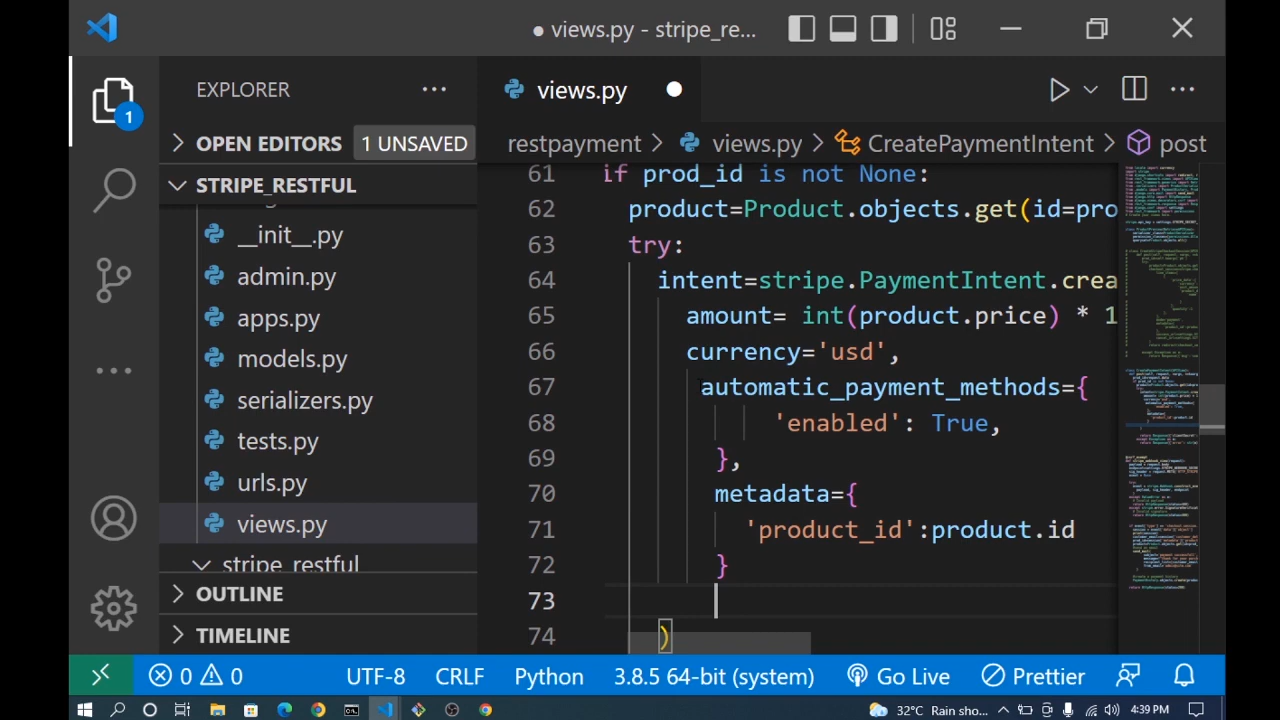 views.py - stripe_re...
EXPLORER
views.py
1
OPEN EDITORS
1 UNSAVED
restpayment
views.py
CreatePaymentIntent
post
STRIPE_RESTFUL
__init__.py
admin.py
apps.py
models.py
serializers.py
tests.py
urls.py
views.py
stripe_restful
OUTLINE
TIMELINE
61 if prod_id is not None:
62 product=Product.objects.get(id=pro
63 try:
64 intent=stripe.PaymentIntent.crea
65 amount= int(product.price) * 1
66 currency='usd',
67 automatic_payment_methods={
68 'enabled': True,
69 },
70 metadata={
71 'product_id':product.id
72 }
73
74 )
0 0 UTF-8 CRLF Python 3.8.5 64-bit (system) Go Live Prettier
32°C Rain sho... 4:39 PM